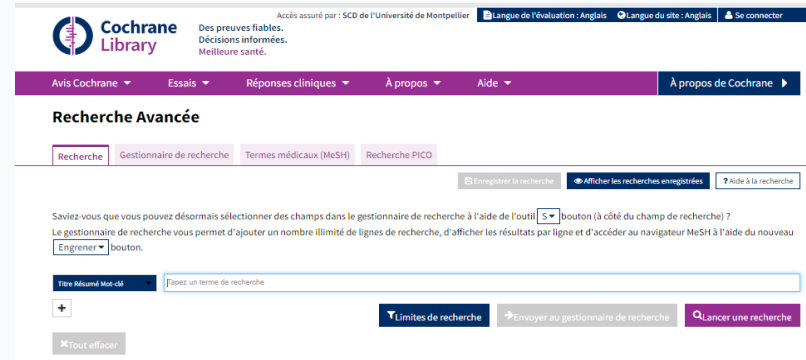 Accès assuré par : SCD de l'Université de Montpellier Langue de l'évaluation : Anglais Langue du site : Anglais Se connecter
Cochrane Library
Des preuves fiables.
Décisions informées.
Meilleure santé.
Avis Cochrane Essais Réponses cliniques À propos Aide À propos de Cochrane
Recherche Avancée
Recherche Gestionnaire de recherche Termes médicaux (MeSH) Recherche PICO
Enregistrer la recherche Afficher les recherches enregistrées ? Aide à la recherche
Saviez-vous que vous pouvez désormais sélectionner des champs dans le gestionnaire de recherche à l'aide de l'outil S bouton (à côté du champ de recherche) ?
Le gestionnaire de recherche vous permet d'ajouter un nombre illimité de lignes de recherche, d'afficher les résultats par ligne et d'accéder au navigateur MeSH à l'aide du nouveau
Engrener bouton.
Titre Résumé Mot-clé Tapez un terme de recherche
+
Limites de recherche Envoyer au gestionnaire de recherche Lancer une recherche
Tout effacer